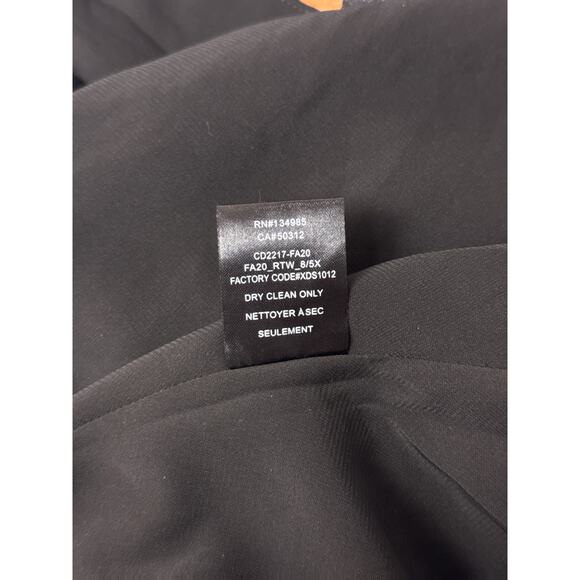 RN#134985
CA#50312
CD2217-FA20
FA20_RTW_8/5X
FACTORY CODE#XDS1012
DRY CLEAN ONLY
NETTOYER À SEC
SEULEMENT